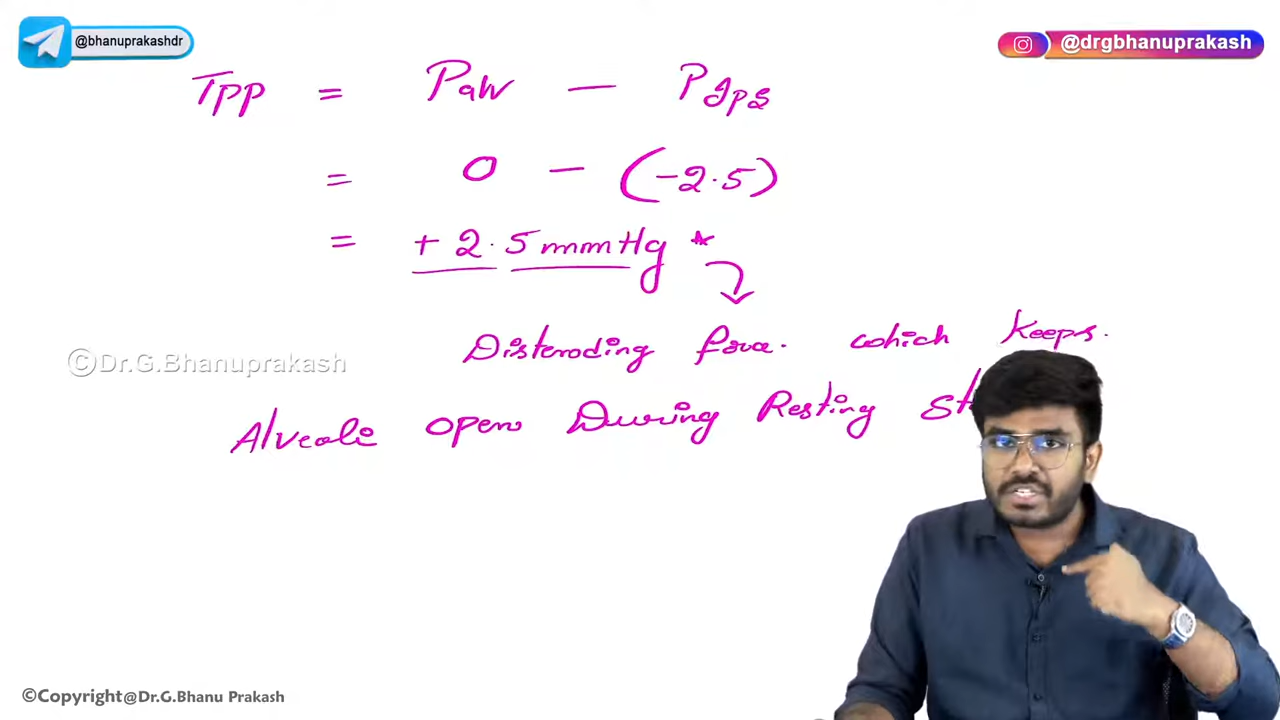 @bhanuprakashdr
@drgbhanuprakash
TPP = Paw - PIPS
= 0 - (-2.5)
= + 2.5 mmHg *
Distending force. which keeps.
©Dr.G.Bhanuprakash
Alveoli open During Resting
©Copyright@Dr.G.Bhanu Prakash